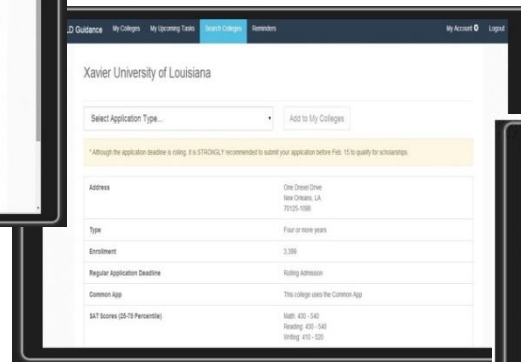 LD Guidance My Colleges My Upcoming Tasks Search Colleges Reminders My Account Logout
Xavier University of Louisiana
Select Application Type... Add to My Colleges
* Although the application deadline is rolling. It is STRONGLY recommended to submit your application before Feb. 15 to qualify for scholarships.
Address One Drexel Drive
New Orleans, LA
70125-1098
Type Four or more years
Enrollment 3,399
Regular Application Deadline Rolling Admission
Common App This college uses the Common App
SAT Scores (25-75 Percentile) Math: 430 - 540
Reading: 430 - 540
Writing: 410 - 520